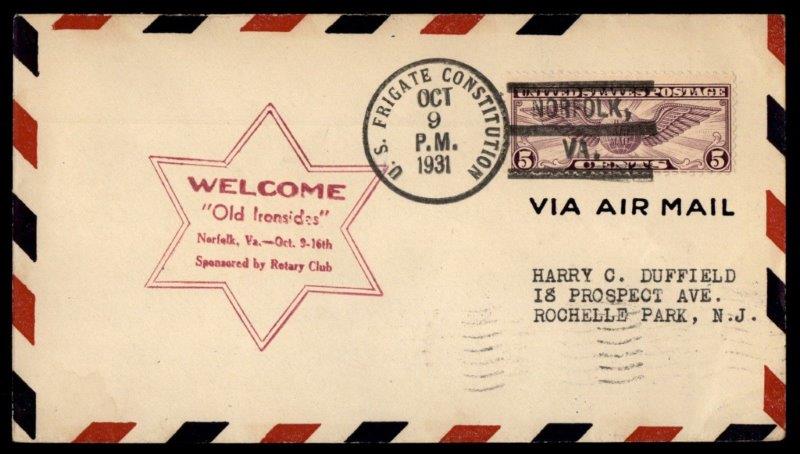 U. S. FRIGATE CONSTITUTION
OCT
9
P.M.
1931
UNITED STATES POSTAGE
NORFOLK,
VA.
5 CENTS 5
VIA AIR MAIL
WELCOME
"Old Ironsides"
Norfolk, Va.—Oct. 9-16th
Sponsored by Rotary Club
HARRY C. DUFFIELD
18 PROSPECT AVE.
ROCHELLE PARK, N.J.